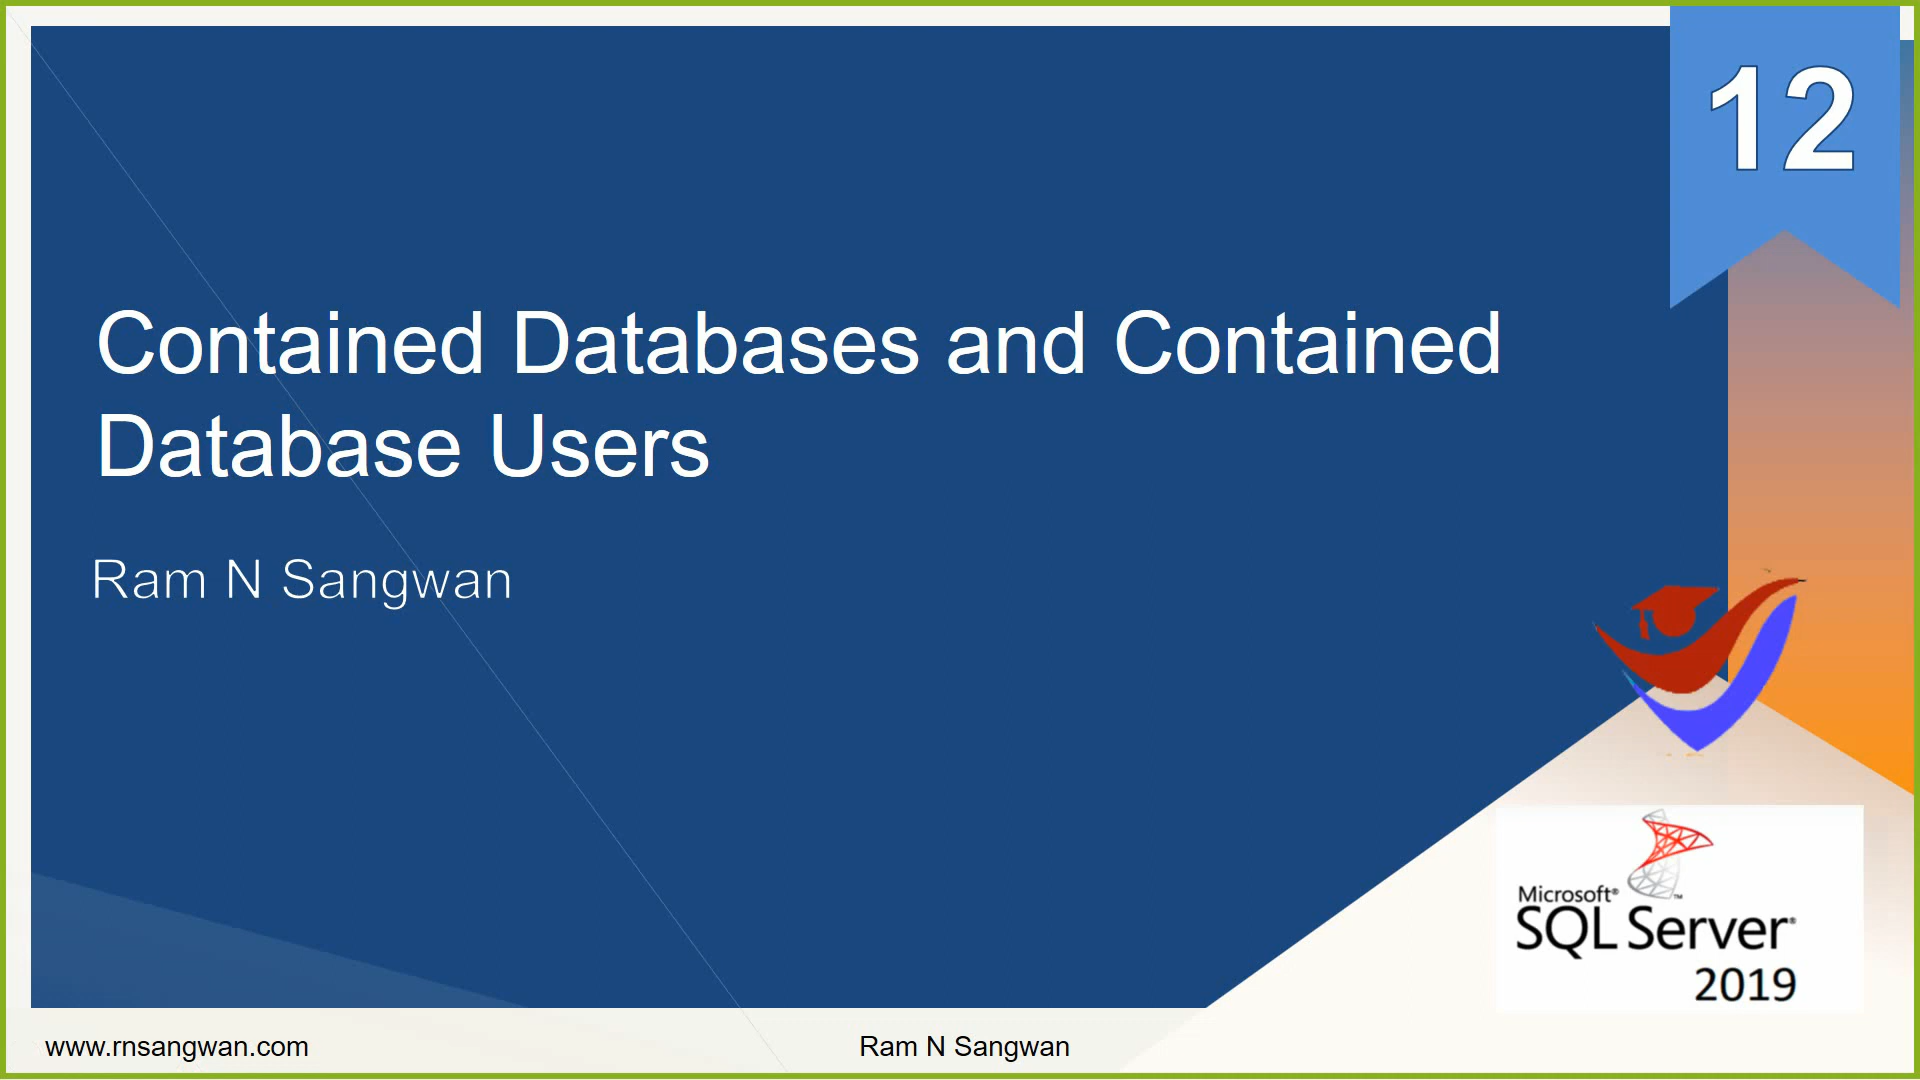 12
Contained Databases and Contained
Database Users
Ram N Sangwan
Microsoft®
SQL Server®
2019
www.rnsangwan.com
Ram N Sangwan